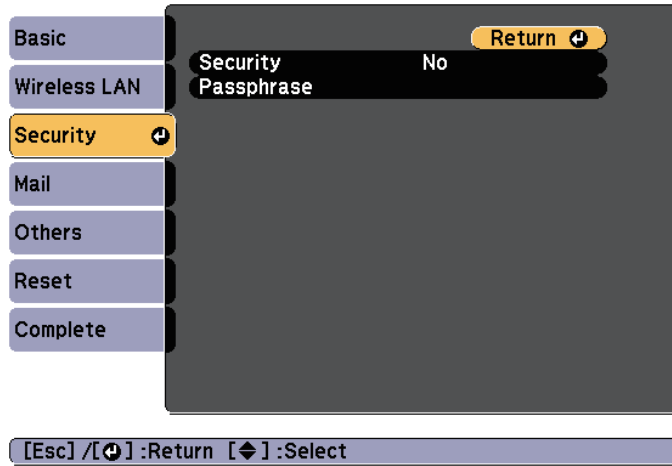 Basic
Wireless LAN
Security
Mail
Others
Reset
Complete
Return
Security No
Passphrase
[Esc] /[ ] :Return [ ] :Select